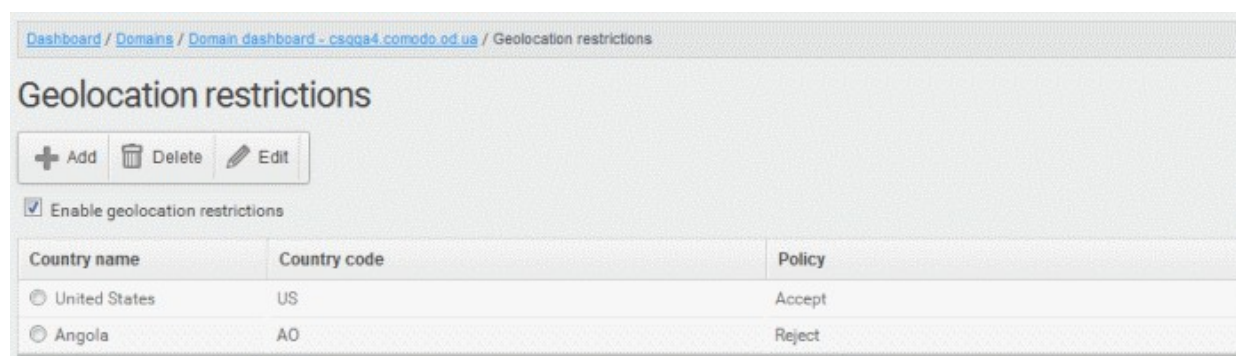 Dashboard / Domains / Domain dashboard - csqqa4.comodo.od.ua / Geolocation restrictions
Geolocation restrictions
Add Delete Edit
Enable geolocation restrictions
Country name Country code Policy
United States US Accept
Angola AO Reject